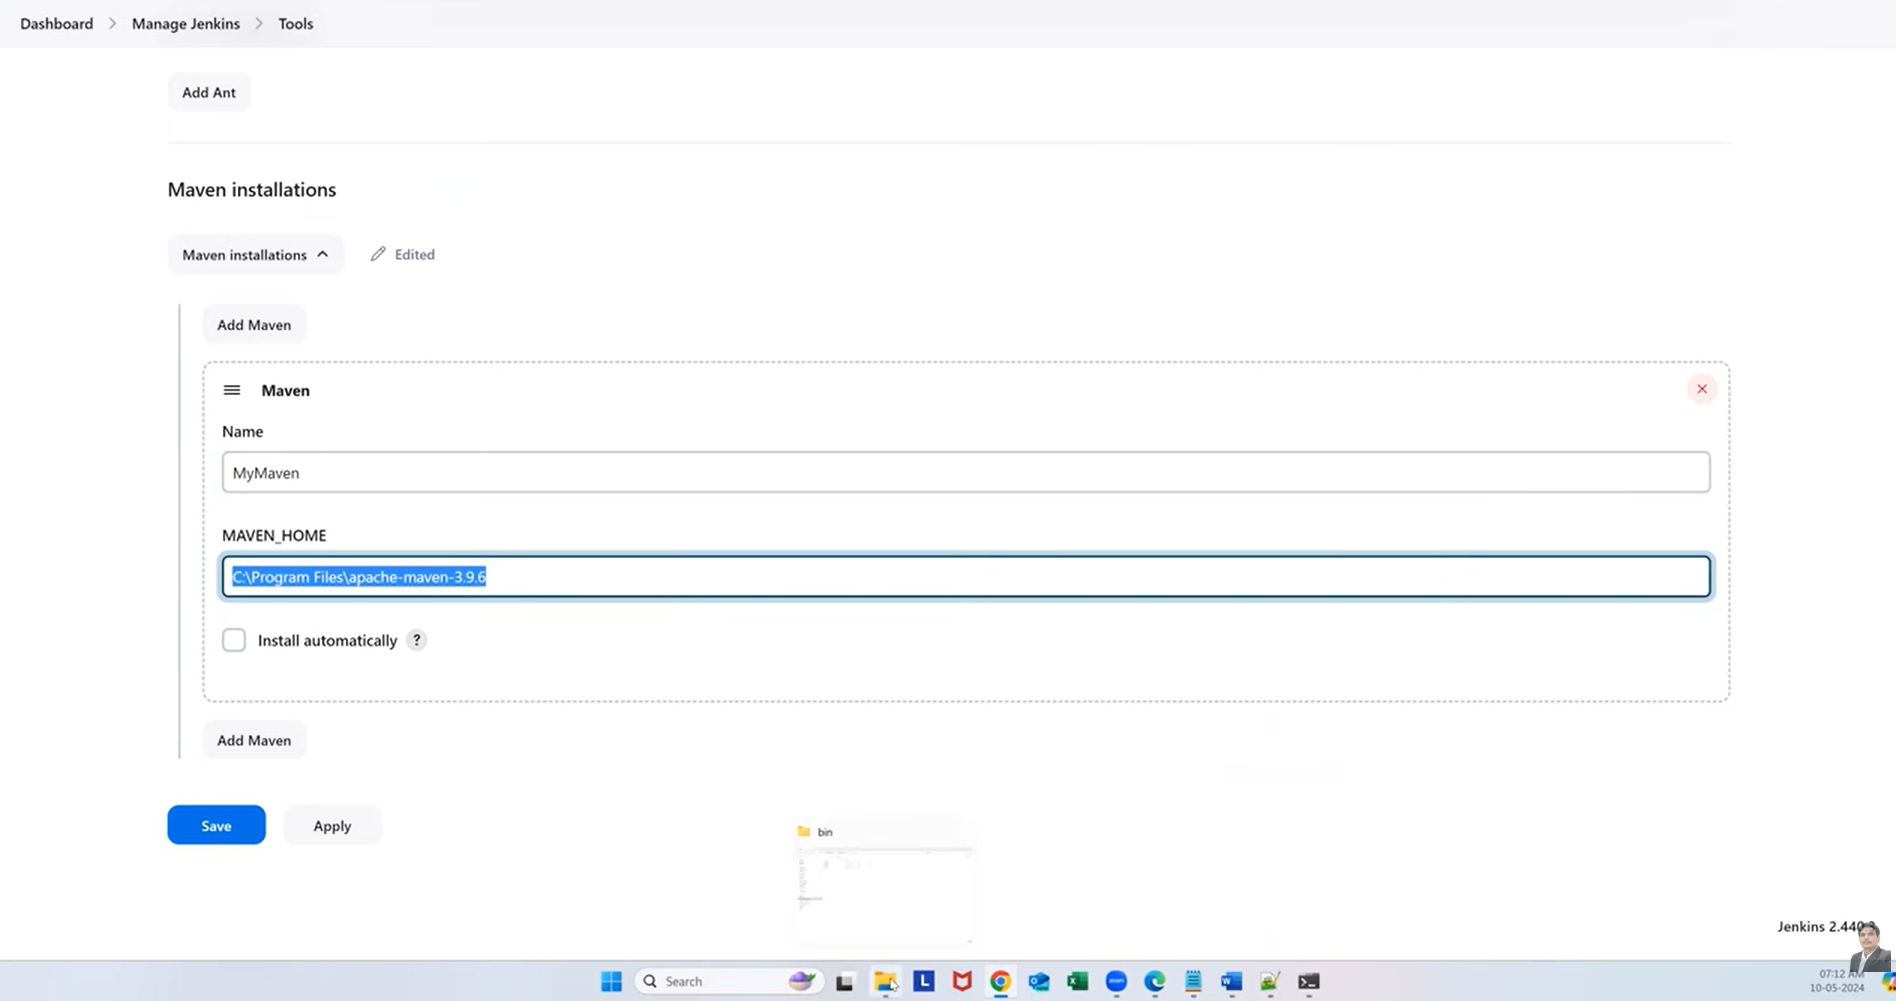 Dashboard > Manage Jenkins > Tools
Add Ant
Maven installations
Maven installations
Edited
Add Maven
Maven
Name
MyMaven
MAVEN_HOME
C:\Program Files\apache-maven-3.9.6
Install automatically ?
Add Maven
Save
Apply
bin
Jenkins 2.440
Search
07:12 AM
10-05-2024